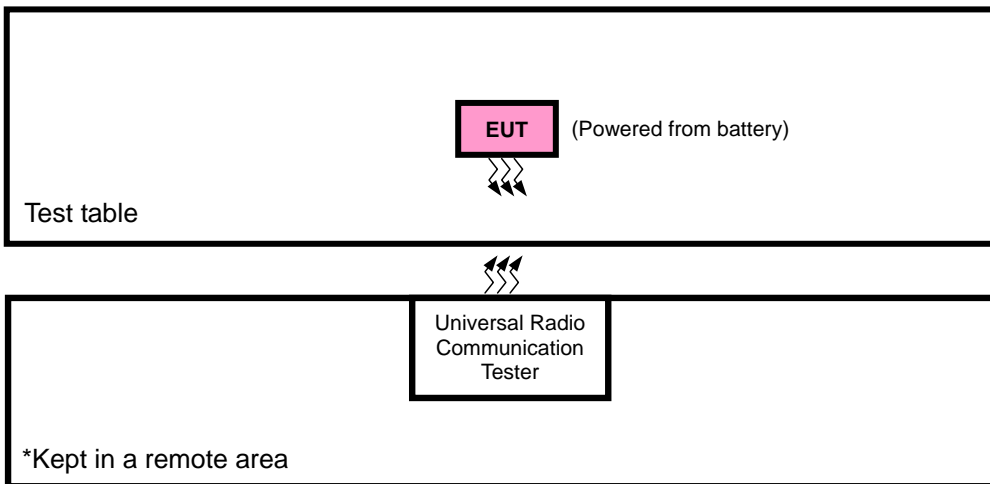 EUT
(Powered from battery)
Test table
Universal Radio
Communication
Tester
*Kept in a remote area